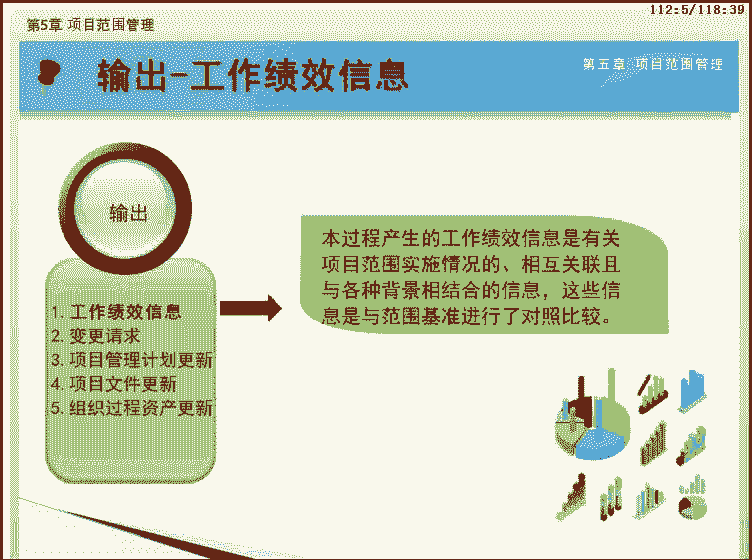 112:5/118:39
第5章 项目范围管理
输出-工作绩效信息
第五章 项目范围管理
输出
1. 工作绩效信息
2. 变更请求
3. 项目管理计划更新
4. 项目文件更新
5. 组织过程资产更新
本过程产生的工作绩效信息是有关
项目范围实施情况的、相互关联且
与各种背景相结合的信息，这些信
息是与范围基准进行了对照比较。